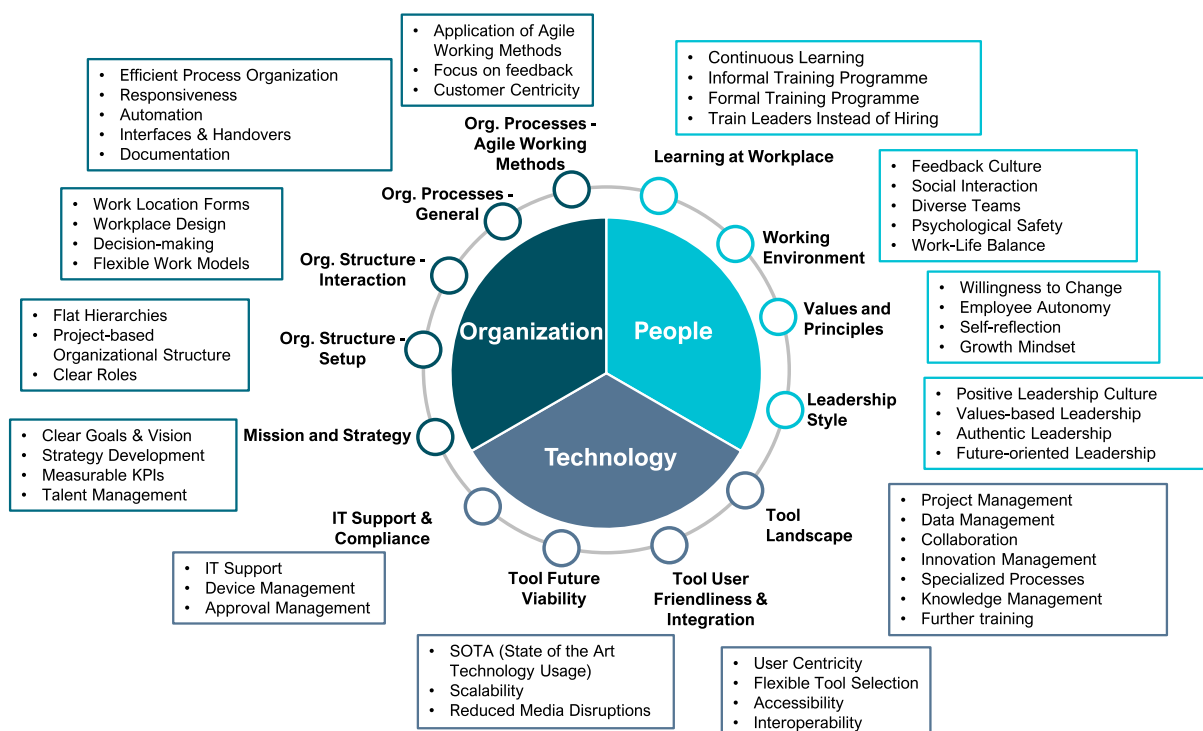 • Application of Agile
Working Methods
• Focus on feedback
• Customer Centricity
• Efficient Process Organization
• Responsiveness
• Automation
• Interfaces & Handovers
• Documentation
• Continuous Learning
• Informal Training Programme
• Formal Training Programme
• Train Leaders Instead of Hiring
Org. Processes -
Agile Working
Methods
Learning at Workplace
• Feedback Culture
• Social Interaction
• Diverse Teams
• Psychological Safety
• Work-Life Balance
Org. Processes -
General
• Work Location Forms
• Workplace Design
• Decision-making
• Flexible Work Models
Working
Environment
Org. Structure -
Interaction
• Willingness to Change
• Employee Autonomy
• Self-reflection
• Growth Mindset
Values and
Principles
• Flat Hierarchies
• Project-based
Organizational Structure
• Clear Roles
Org. Structure -
Setup
Organization
People
Leadership
Style
• Positive Leadership Culture
• Values-based Leadership
• Authentic Leadership
• Future-oriented Leadership
• Clear Goals & Vision
• Strategy Development
• Measurable KPIs
• Talent Management
Mission and Strategy
Technology
• Project Management
• Data Management
• Collaboration
• Innovation Management
• Specialized Processes
• Knowledge Management
• Further training
Tool
Landscape
IT Support &
Compliance
• IT Support
• Device Management
• Approval Management
Tool Future
Viability
Tool User
Friendliness &
Integration
• SOTA (State of the Art
Technology Usage)
• Scalability
• Reduced Media Disruptions
• User Centricity
• Flexible Tool Selection
• Accessibility
• Interoperability